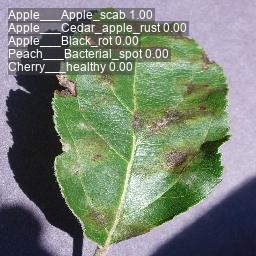 Apple___Apple_scab 1.00
Apple___Cedar_apple_rust 0.00
Apple___Black_rot 0.00
Peach___Bacterial_spot 0.00
Cherry___healthy 0.00